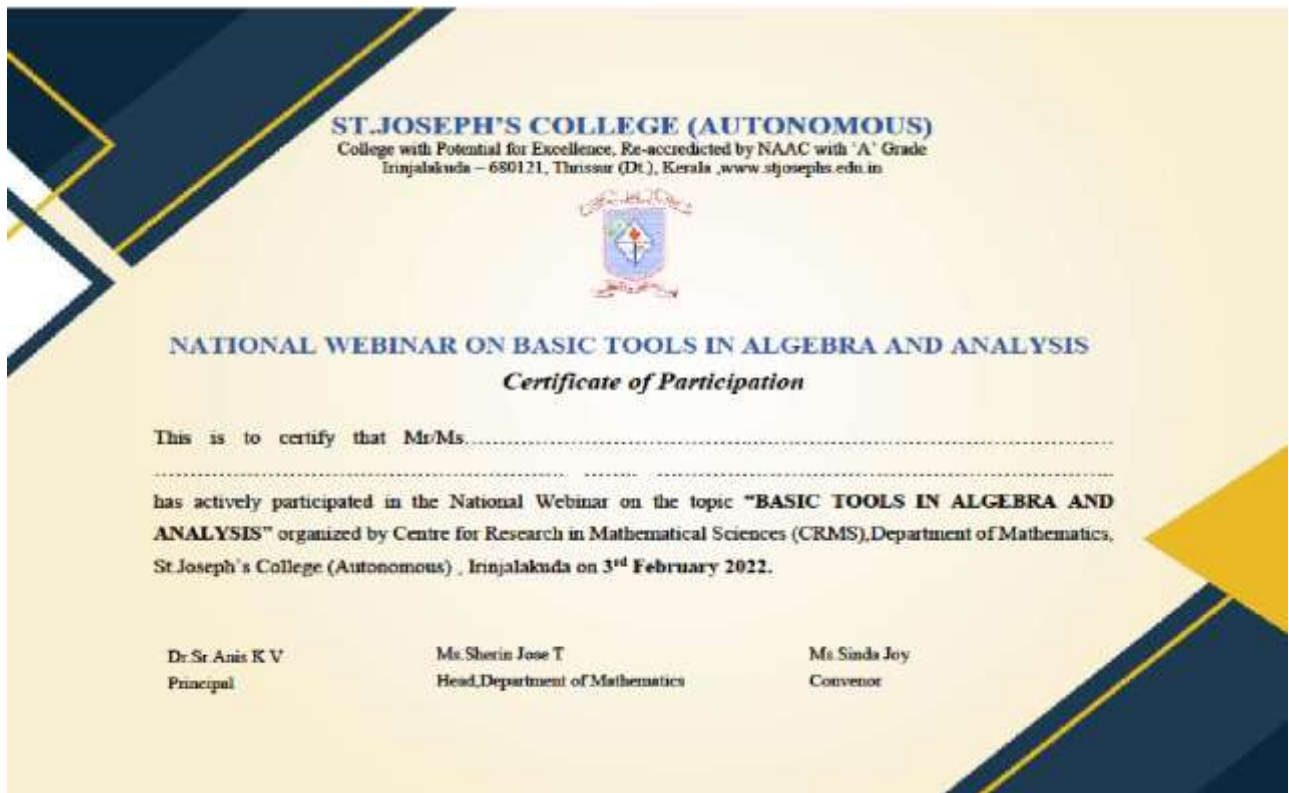 ST.JOSEPH'S COLLEGE (AUTONOMOUS)
College with Potential for Excellence, Re-accredicted by NAAC with 'A' Grade
Irinjalakuda – 680121, Thrissur (Dt.), Kerala ,www.stjosephs.edu.in
NATIONAL WEBINAR ON BASIC TOOLS IN ALGEBRA AND ANALYSIS
Certificate of Participation
This is to certify that Mr/Ms...........................................................................................................
........................................................... ........ .................................................................
has actively participated in the National Webinar on the topic "BASIC TOOLS IN ALGEBRA AND
ANALYSIS" organized by Centre for Research in Mathematical Sciences (CRMS),Department of Mathematics,
St.Joseph's College (Autonomous) , Irinjalakuda on 3rd February 2022.
Dr.Sr.Anis K V
Principal
Ms.Sherin Jose T
Head,Department of Mathematics
Ms.Sinda Joy
Convenor